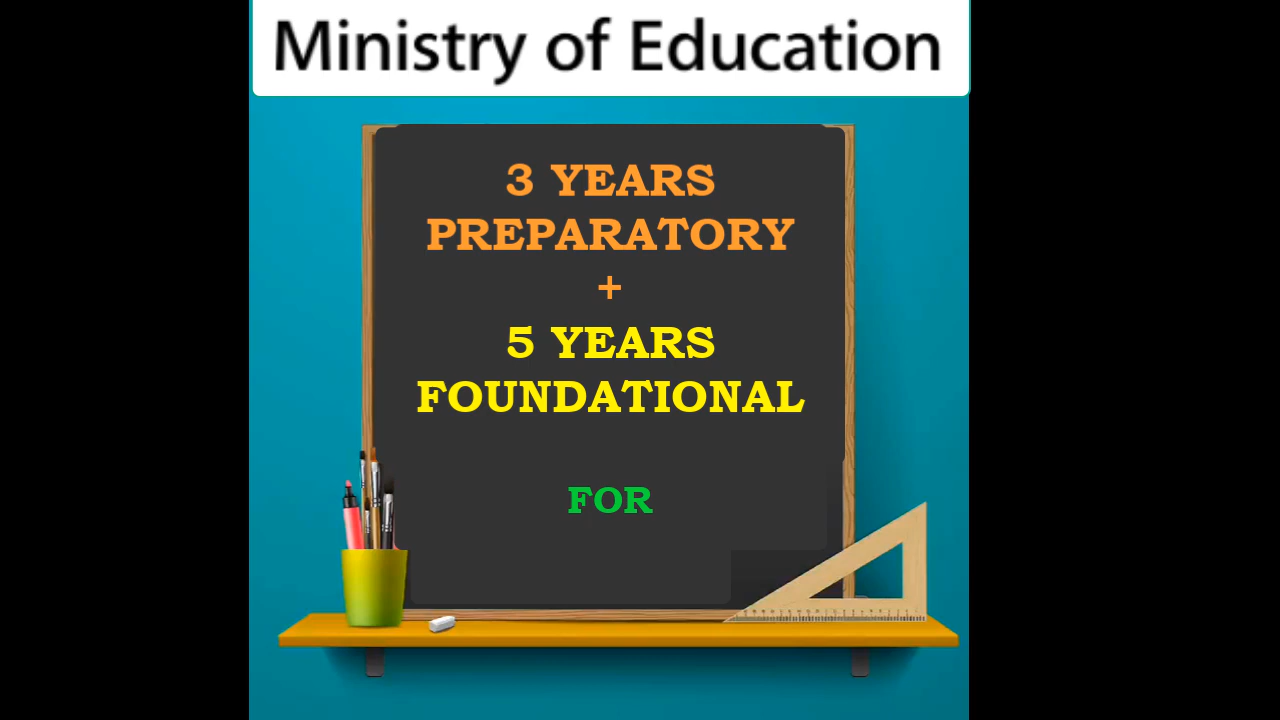 Ministry of Education
3 YEARS
PREPARATORY
+
5 YEARS
FOUNDATIONAL
FOR